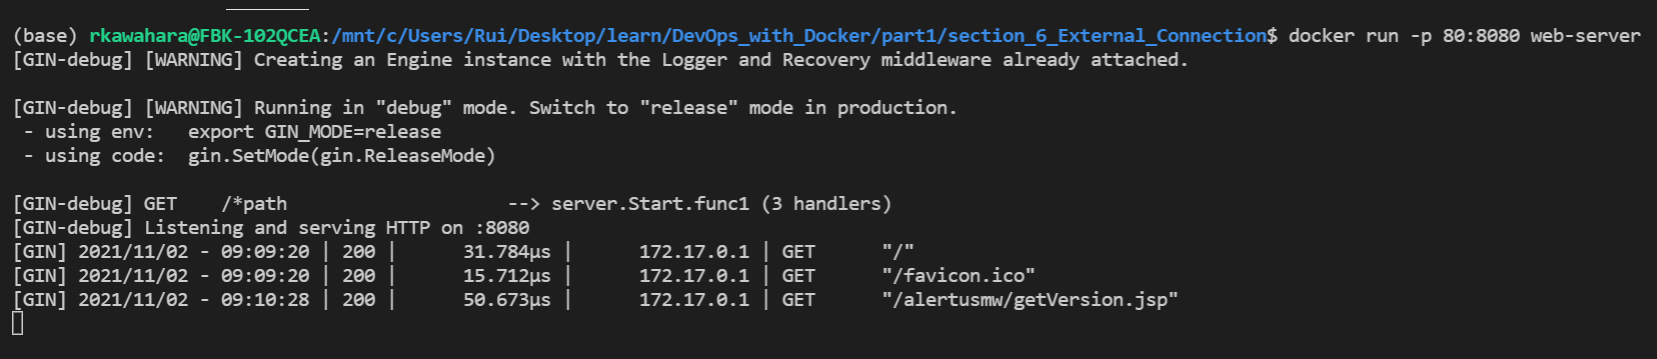 (base) rkawahara@FBK-102QCEA:/mnt/c/Users/Rui/Desktop/learn/DevOps_with_Docker/part1/section_6_External_Connection$ docker run -p 80:8080 web-server
[GIN-debug] [WARNING] Creating an Engine instance with the Logger and Recovery middleware already attached.
[GIN-debug] [WARNING] Running in "debug" mode. Switch to "release" mode in production.
 - using env:   export GIN_MODE=release
 - using code:  gin.SetMode(gin.ReleaseMode)
[GIN-debug] GET    /*path                    --> server.Start.func1 (3 handlers)
[GIN-debug] Listening and serving HTTP on :8080
[GIN] 2021/11/02 - 09:09:20 | 200 |      31.784µs |      172.17.0.1 | GET      "/"
[GIN] 2021/11/02 - 09:09:20 | 200 |      15.712µs |      172.17.0.1 | GET      "/favicon.ico"
[GIN] 2021/11/02 - 09:10:28 | 200 |      50.673µs |      172.17.0.1 | GET      "/alertusmw/getVersion.jsp"